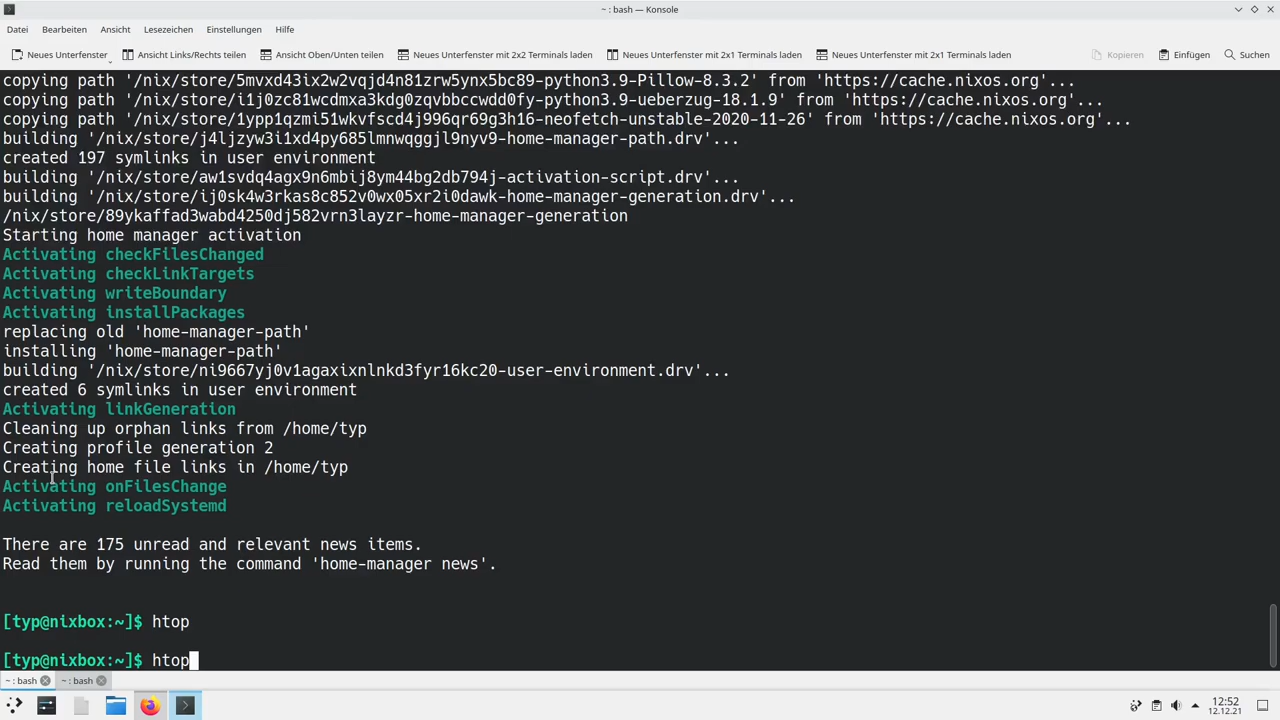 ~ : bash — Konsole
Datei Bearbeiten Ansicht Lesezeichen Einstellungen Hilfe
Neues Unterfenster Ansicht Links/Rechts teilen Ansicht Oben/Unten teilen Neues Unterfenster mit 2x2 Terminals laden Neues Unterfenster mit 2x1 Terminals laden Neues Unterfenster mit 2x1 Terminals laden Kopieren Einfügen Suchen
copying path '/nix/store/5mvxd43ix2w2vqjd4n81zrw5ynx5bc89-python3.9-Pillow-8.3.2' from 'https://cache.nixos.org'...
copying path '/nix/store/i1j0zc81wcdmxa3kdg0zqvbbccwdd0fy-python3.9-ueberzug-18.1.9' from 'https://cache.nixos.org'...
copying path '/nix/store/1ypp1qzmi51wkvfscd4j996qr69g3h16-neofetch-unstable-2020-11-26' from 'https://cache.nixos.org'...
building '/nix/store/j4ljzyw3i1xd4py685lmnwqggjl9nyv9-home-manager-path.drv'...
created 197 symlinks in user environment
building '/nix/store/aw1svdq4agx9n6mbij8ym44bg2db794j-activation-script.drv'...
building '/nix/store/ij0sk4w3rkas8c852v0wx05xr2i0dawk-home-manager-generation.drv'...
/nix/store/89ykaffad3wabd4250dj582vrn3layzr-home-manager-generation
Starting home manager activation
Activating checkFilesChanged
Activating checkLinkTargets
Activating writeBoundary
Activating installPackages
replacing old 'home-manager-path'
installing 'home-manager-path'
building '/nix/store/ni9667yj0v1agaxixnlnkd3fyr16kc20-user-environment.drv'...
created 6 symlinks in user environment
Activating linkGeneration
Cleaning up orphan links from /home/typ
Creating profile generation 2
Creating home file links in /home/typ
Activating onFilesChange
Activating reloadSystemd
There are 175 unread and relevant news items.
Read them by running the command 'home-manager news'.
[typ@nixbox:~]$ htop
[typ@nixbox:~]$ htop
~ : bash ~ : bash
12:52
12.12.21